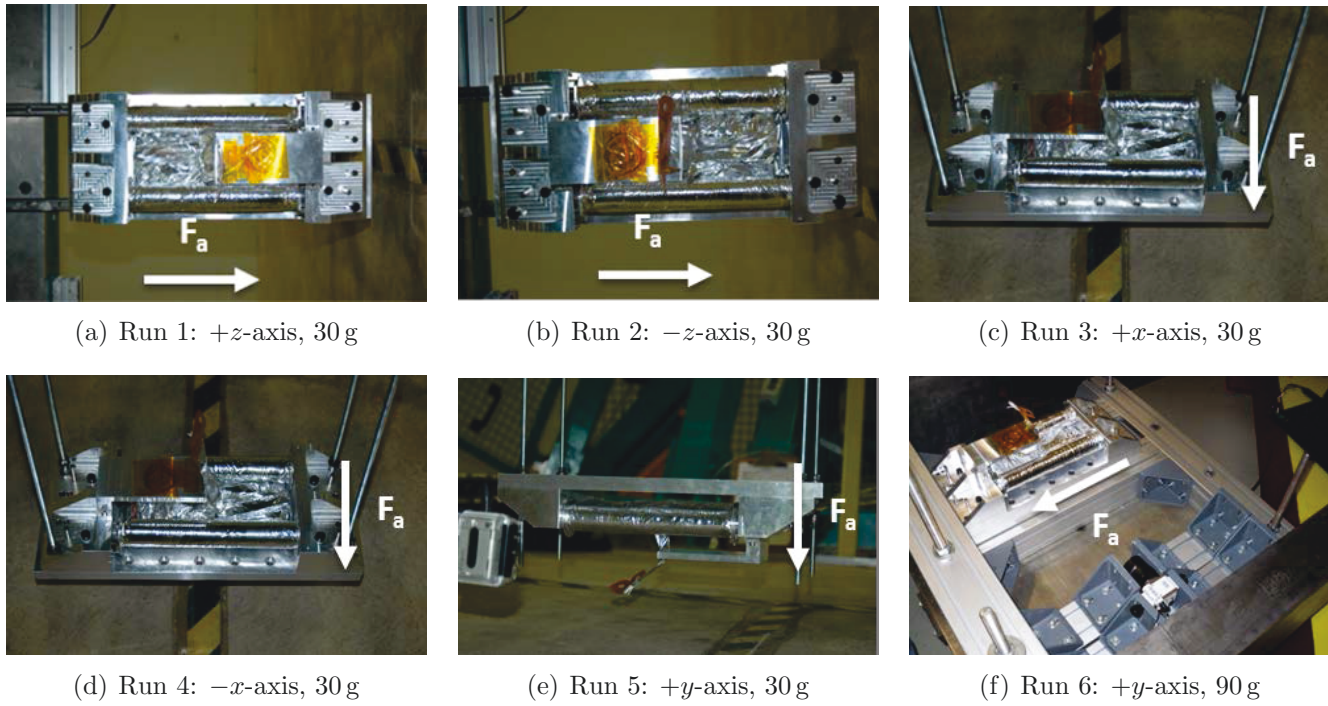 F_a
F_a
F_a
(a) Run 1: +z-axis, 30 g
(b) Run 2: −z-axis, 30 g
(c) Run 3: +x-axis, 30 g
F_a
F_a
F_a
(d) Run 4: −x-axis, 30 g
(e) Run 5: +y-axis, 30 g
(f) Run 6: +y-axis, 90 g